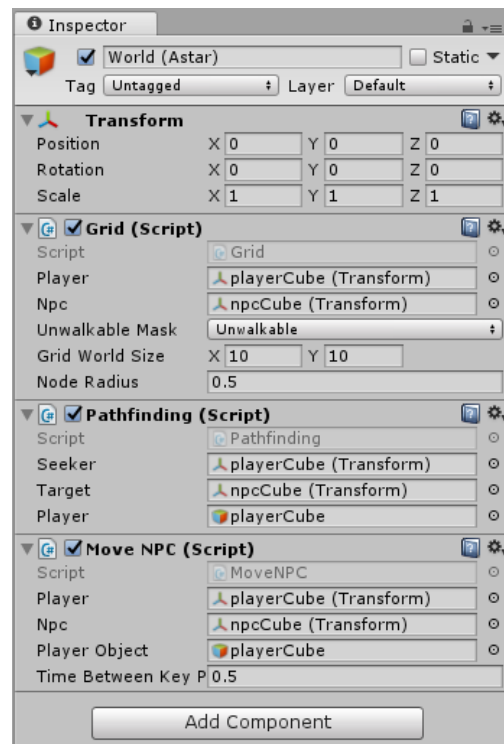 Inspector
World (Astar) Static
Tag Untagged Layer Default
Transform
Position X 0 Y 0 Z 0
Rotation X 0 Y 0 Z 0
Scale X 1 Y 1 Z 1
Grid (Script)
Script Grid
Player playerCube (Transform)
Npc npcCube (Transform)
Unwalkable Mask Unwalkable
Grid World Size X 10 Y 10
Node Radius 0.5
Pathfinding (Script)
Script Pathfinding
Seeker playerCube (Transform)
Target npcCube (Transform)
Player playerCube
Move NPC (Script)
Script MoveNPC
Player playerCube (Transform)
Npc npcCube (Transform)
Player Object playerCube
Time Between Key P 0.5
Add Component